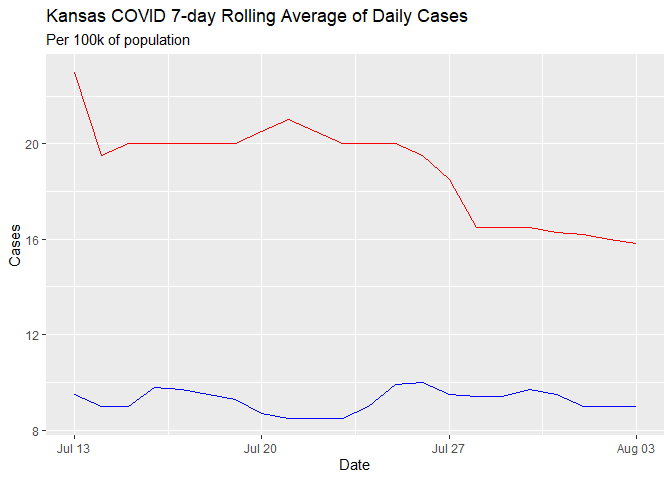 Kansas COVID 7-day Rolling Average of Daily Cases
Per 100k of population
20
16
12
8
Cases
Jul 13
Jul 20
Jul 27
Aug 03
Date